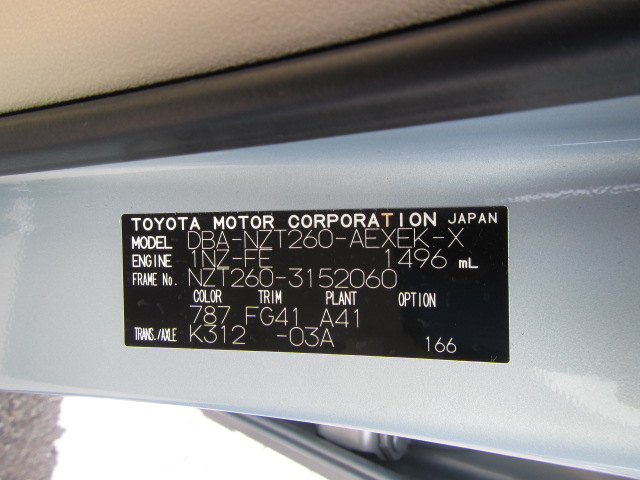 TOYOTA MOTOR CORPORATION JAPAN
MODEL DBA-NZT260-AEXEK-X
ENGINE 1NZ-FE 1496 mL
FRAME No. NZT260-3152060
COLOR TRIM PLANT OPTION
787 FG41 A41
TRANS./AXLE K312 -03A 166
K